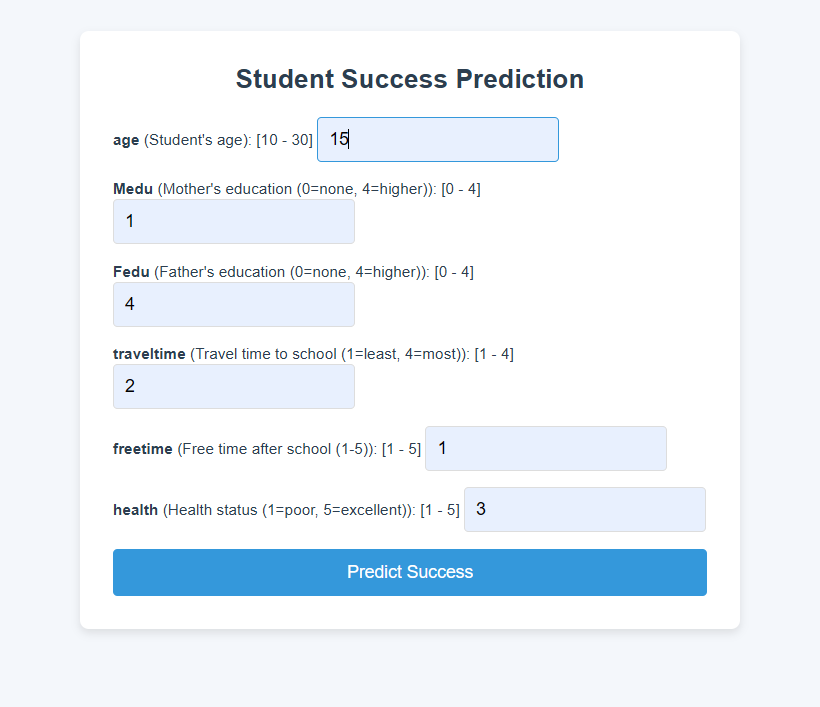 Student Success Prediction
age (Student's age): [10 - 30] 15
Medu (Mother's education (0=none, 4=higher)): [0 - 4]
1
Fedu (Father's education (0=none, 4=higher)): [0 - 4]
4
traveltime (Travel time to school (1=least, 4=most)): [1 - 4]
2
freetime (Free time after school (1-5)): [1 - 5] 1
health (Health status (1=poor, 5=excellent)): [1 - 5] 3
Predict Success